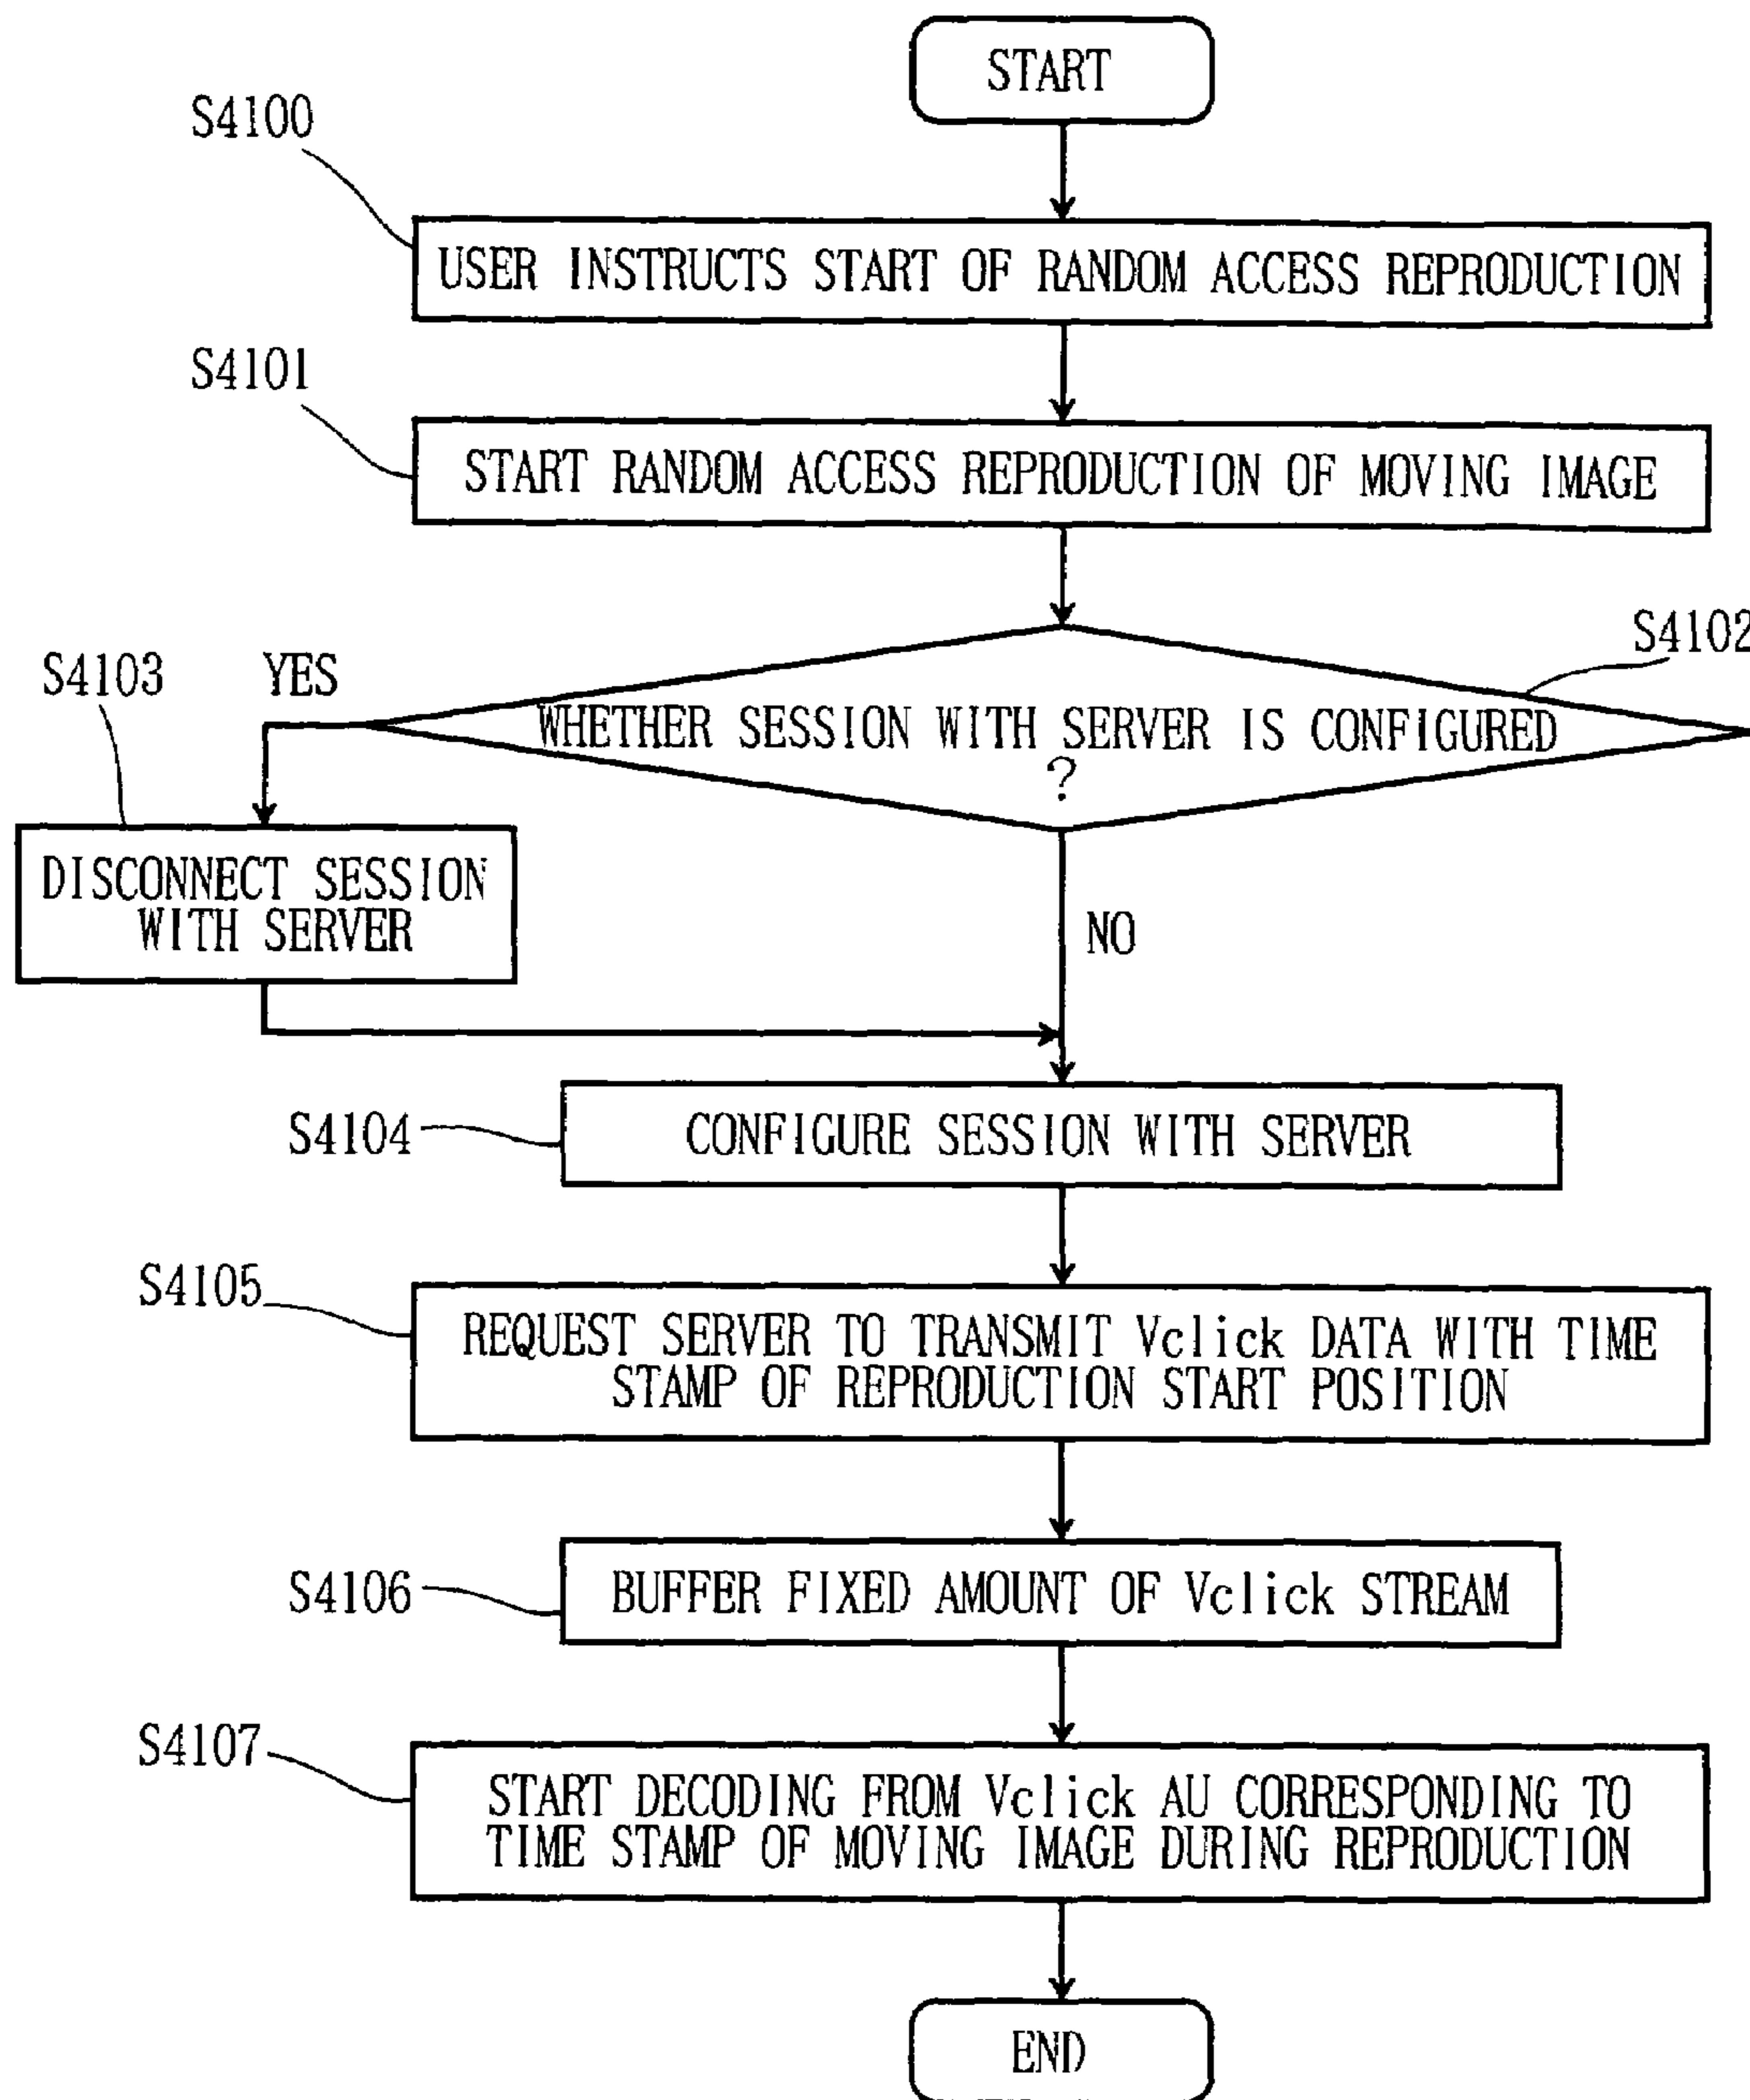 START
S4100
USER INSTRUCTS START OF RANDOM ACCESS REPRODUCTION
S4101
START RANDOM ACCESS REPRODUCTION OF MOVING IMAGE
S4102
S4103
YES
WHETHER SESSION WITH SERVER IS CONFIGURED
?
DISCONNECT SESSION
WITH SERVER
NO
S4104
CONFIGURE SESSION WITH SERVER
S4105
REQUEST SERVER TO TRANSMIT Vclick DATA WITH TIME
STAMP OF REPRODUCTION START POSITION
S4106
BUFFER FIXED AMOUNT OF Vclick STREAM
S4107
START DECODING FROM Vclick AU CORRESPONDING TO
TIME STAMP OF MOVING IMAGE DURING REPRODUCTION
END